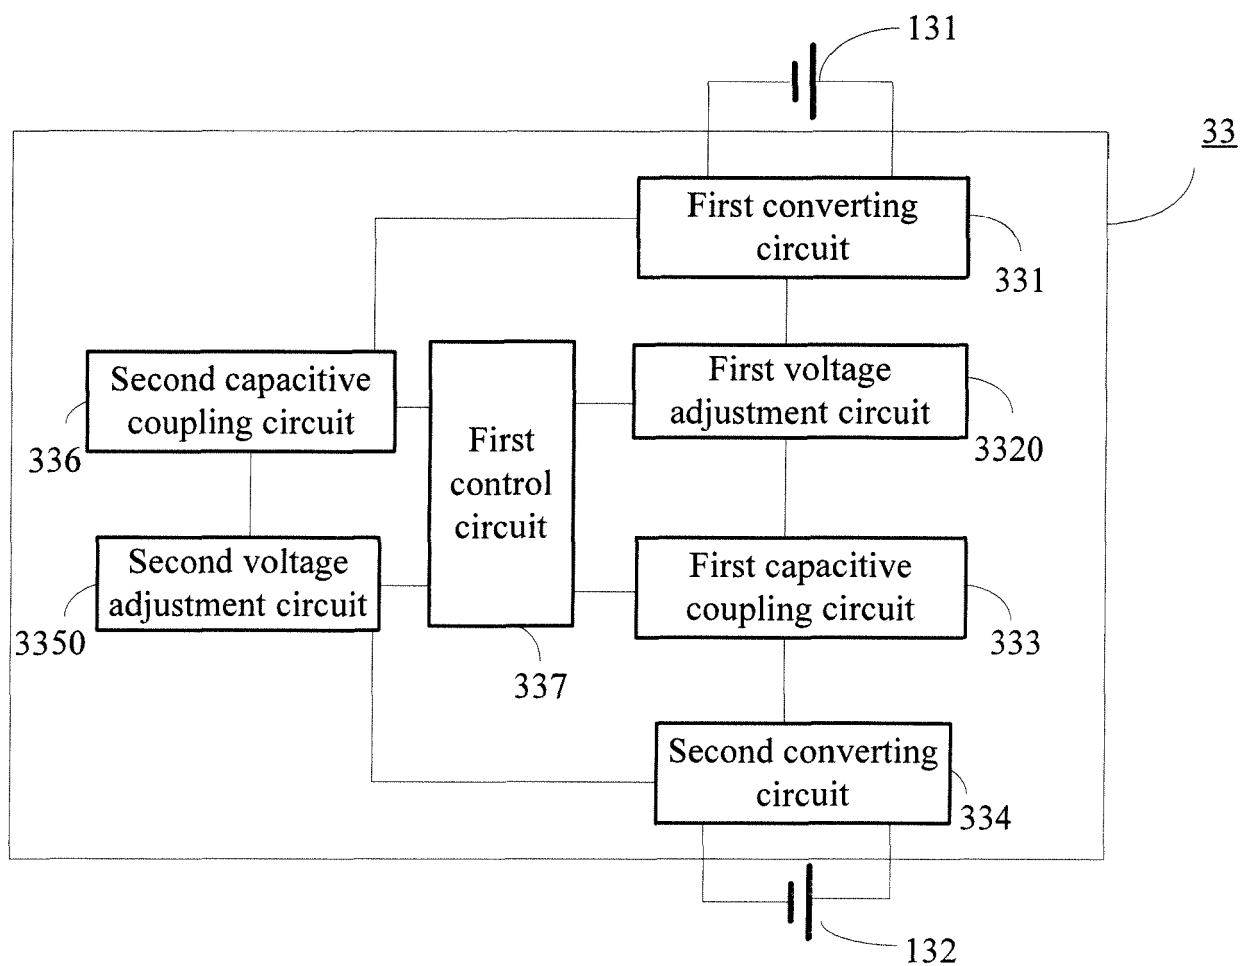 131
33
First converting
circuit
331
Second capacitive
coupling circuit
336
First
control
circuit
337
First voltage
adjustment circuit
3320
Second voltage
adjustment circuit
3350
First capacitive
coupling circuit
333
Second converting
circuit
334
132